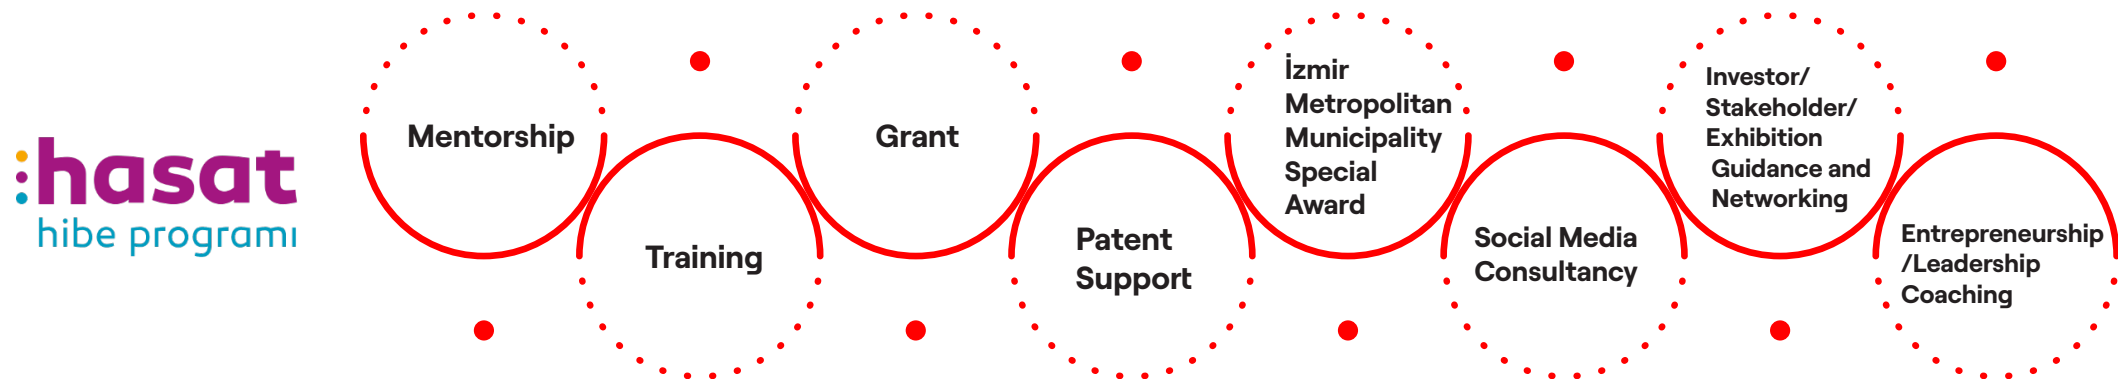 hasat
hibe programı
Mentorship
Training
Grant
Patent
Support
İzmir
Metropolitan
Municipality
Special
Award
Social Media
Consultancy
Investor/
Stakeholder/
Exhibition
Guidance and
Networking
Entrepreneurship
/Leadership
Coaching